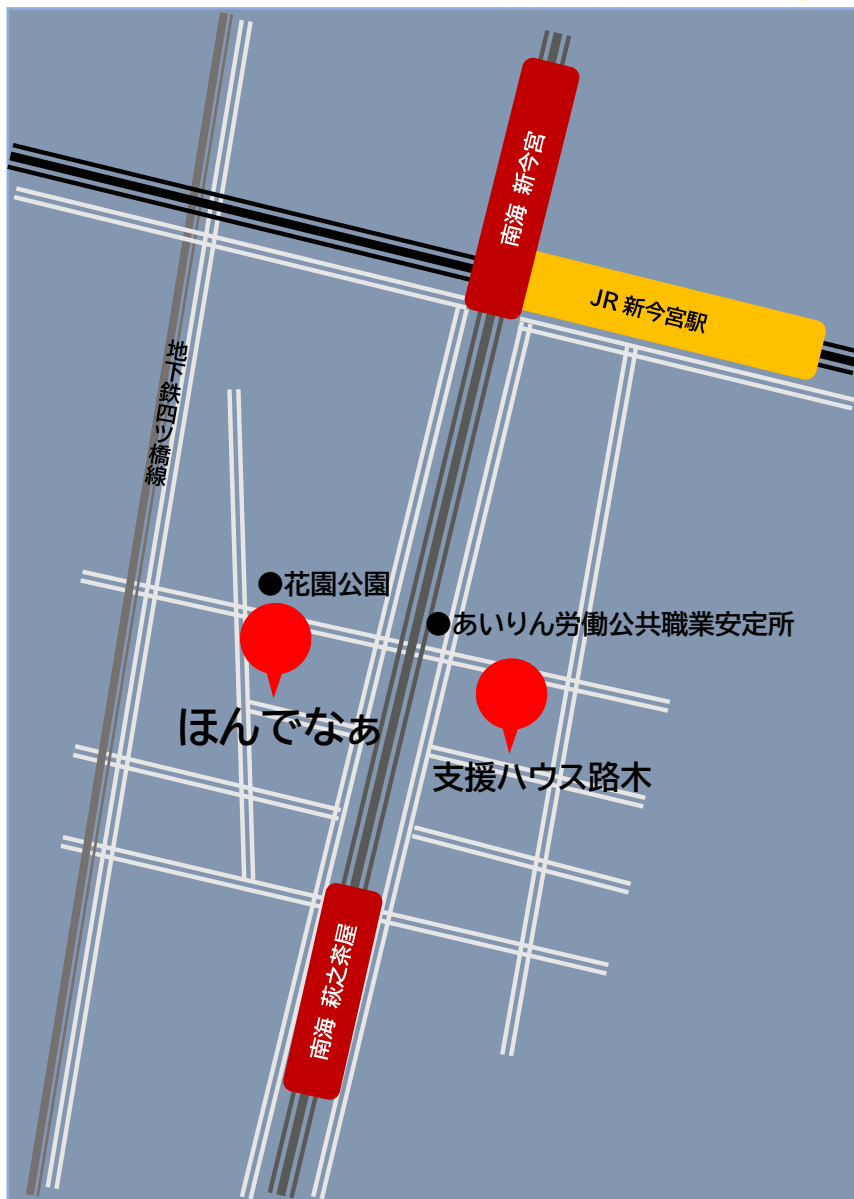 南海 新今宮
JR 新今宮駅
地下鉄四ツ橋線
●花園公園
●あいりん労働公共職業安定所
ほんでなぁ
支援ハウス路木
南海 萩之茶屋